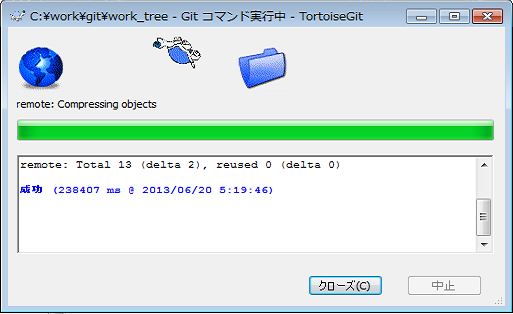 C:¥work¥git¥work_tree - Git コマンド実行中 - TortoiseGit
remote: Compressing objects
remote: Total 13 (delta 2), reused 0 (delta 0)
成功 (238407 ms @ 2013/06/20 5:19:46)
クローズ(C)
中止